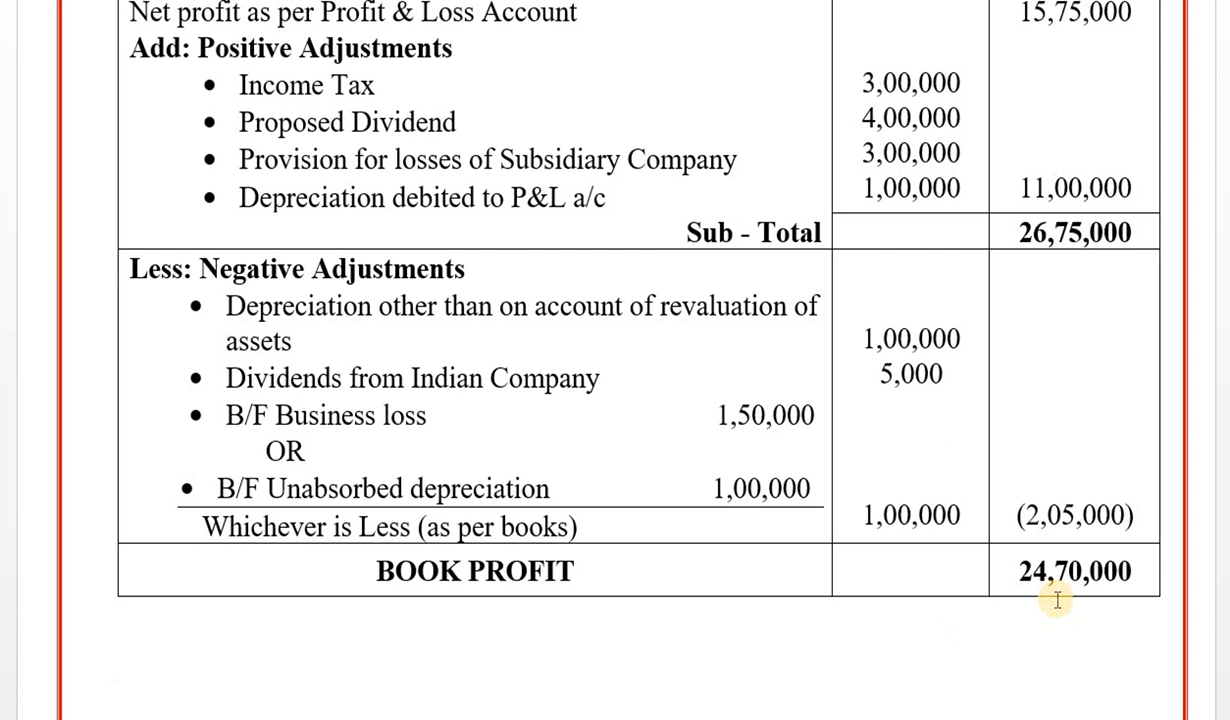 Net profit as per Profit & Loss Account 15,75,000
Add: Positive Adjustments
• Income Tax 3,00,000
• Proposed Dividend 4,00,000
• Provision for losses of Subsidiary Company 3,00,000
• Depreciation debited to P&L a/c 1,00,000 11,00,000
Sub - Total 26,75,000
Less: Negative Adjustments
• Depreciation other than on account of revaluation of
assets 1,00,000
• Dividends from Indian Company 5,000
• B/F Business loss 1,50,000
OR
• B/F Unabsorbed depreciation 1,00,000
Whichever is Less (as per books) 1,00,000 (2,05,000)
BOOK PROFIT 24,70,000